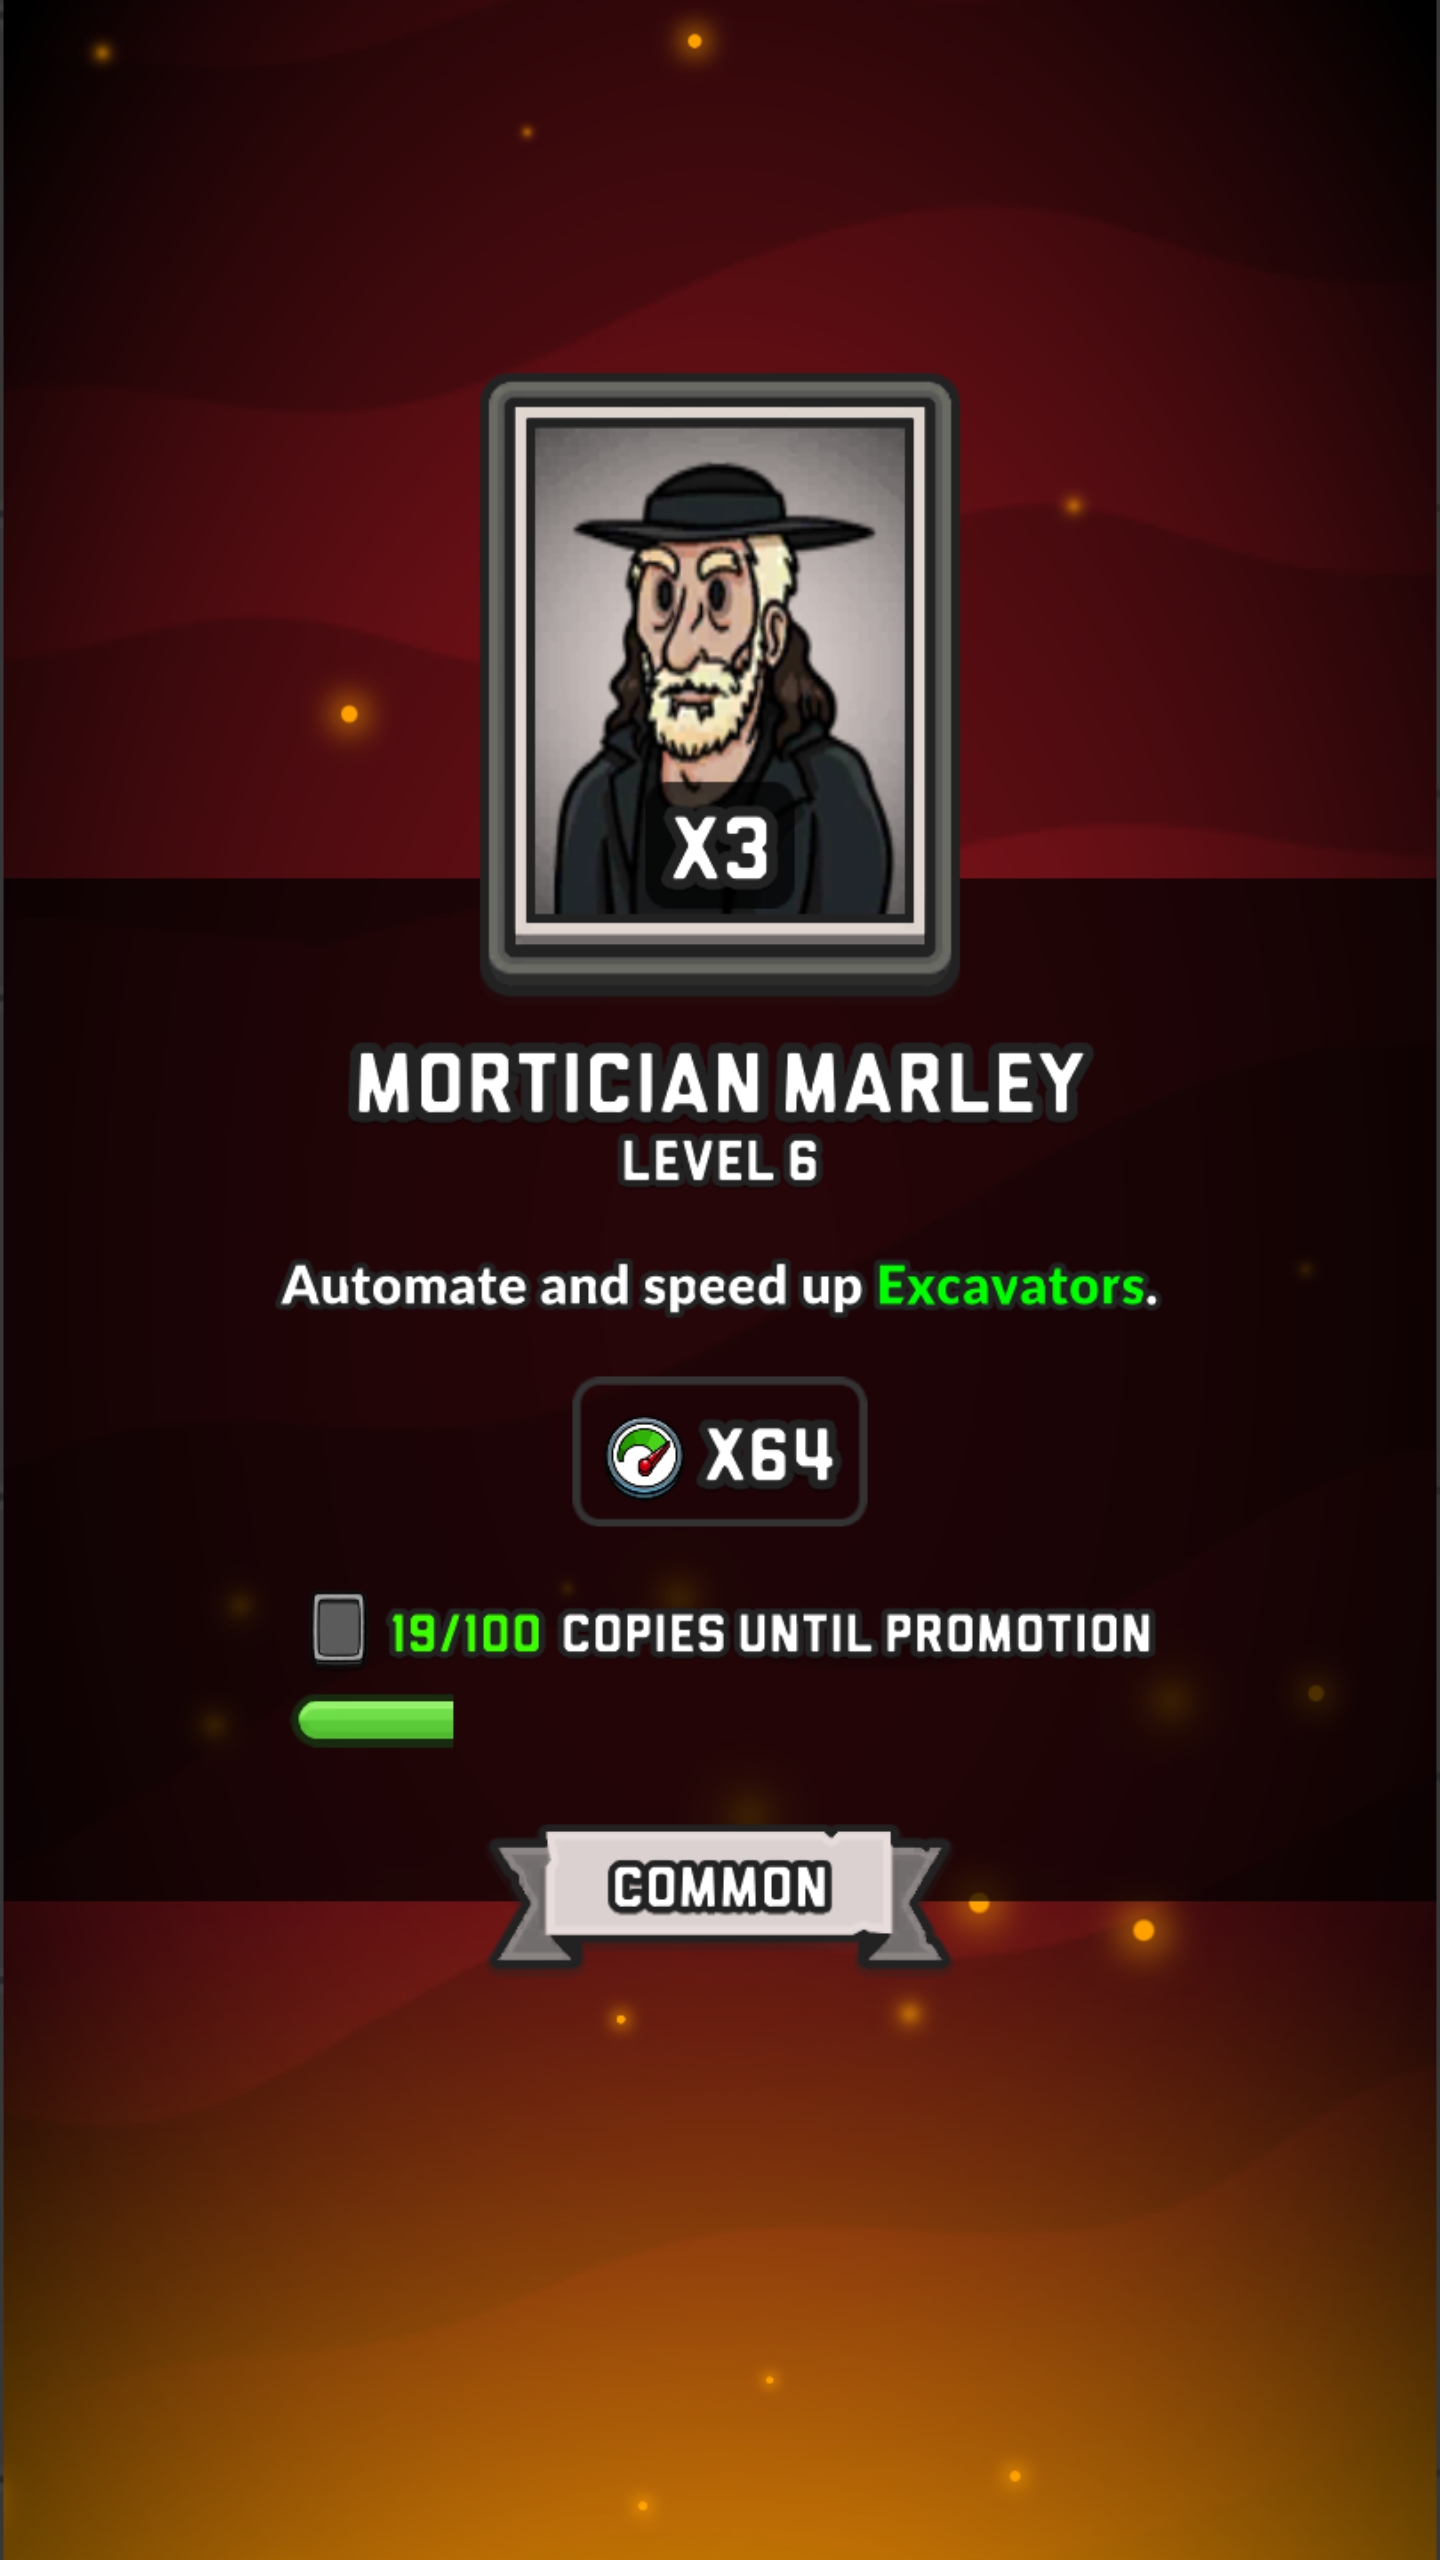 X3
MORTICIAN MARLEY
LEVEL 6
Automate and speed up Excavators.
X64
19/100 COPIES UNTIL PROMOTION
COMMON